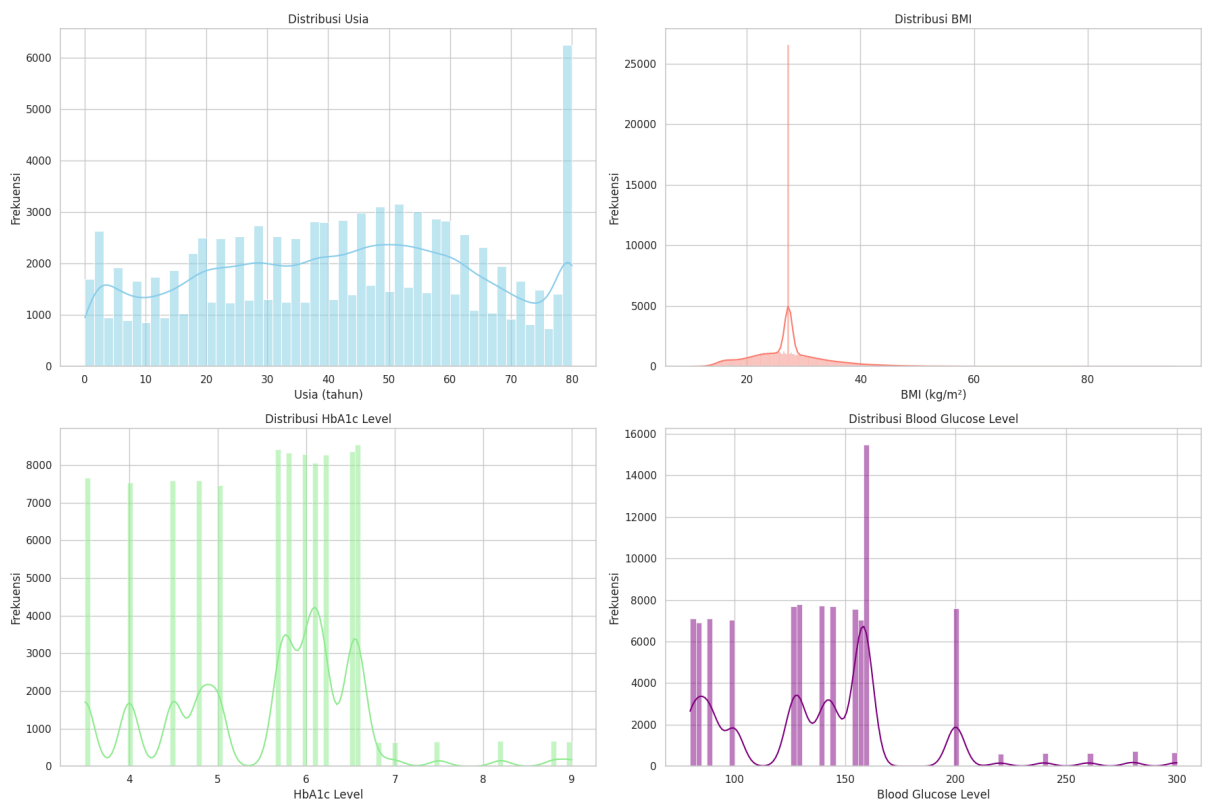 Distribusi Usia
Frekuensi
6000
5000
4000
3000
2000
1000
0
0 10 20 30 40 50 60 70 80
Usia (tahun)
Distribusi BMI
Frekuensi
25000
20000
15000
10000
5000
0
20 40 60 80
BMI (kg/m²)
Distribusi HbA1c Level
Frekuensi
8000
7000
6000
5000
4000
3000
2000
1000
0
4 5 6 7 8 9
HbA1c Level
Distribusi Blood Glucose Level
Frekuensi
16000
14000
12000
10000
8000
6000
4000
2000
0
100 150 200 250 300
Blood Glucose Level